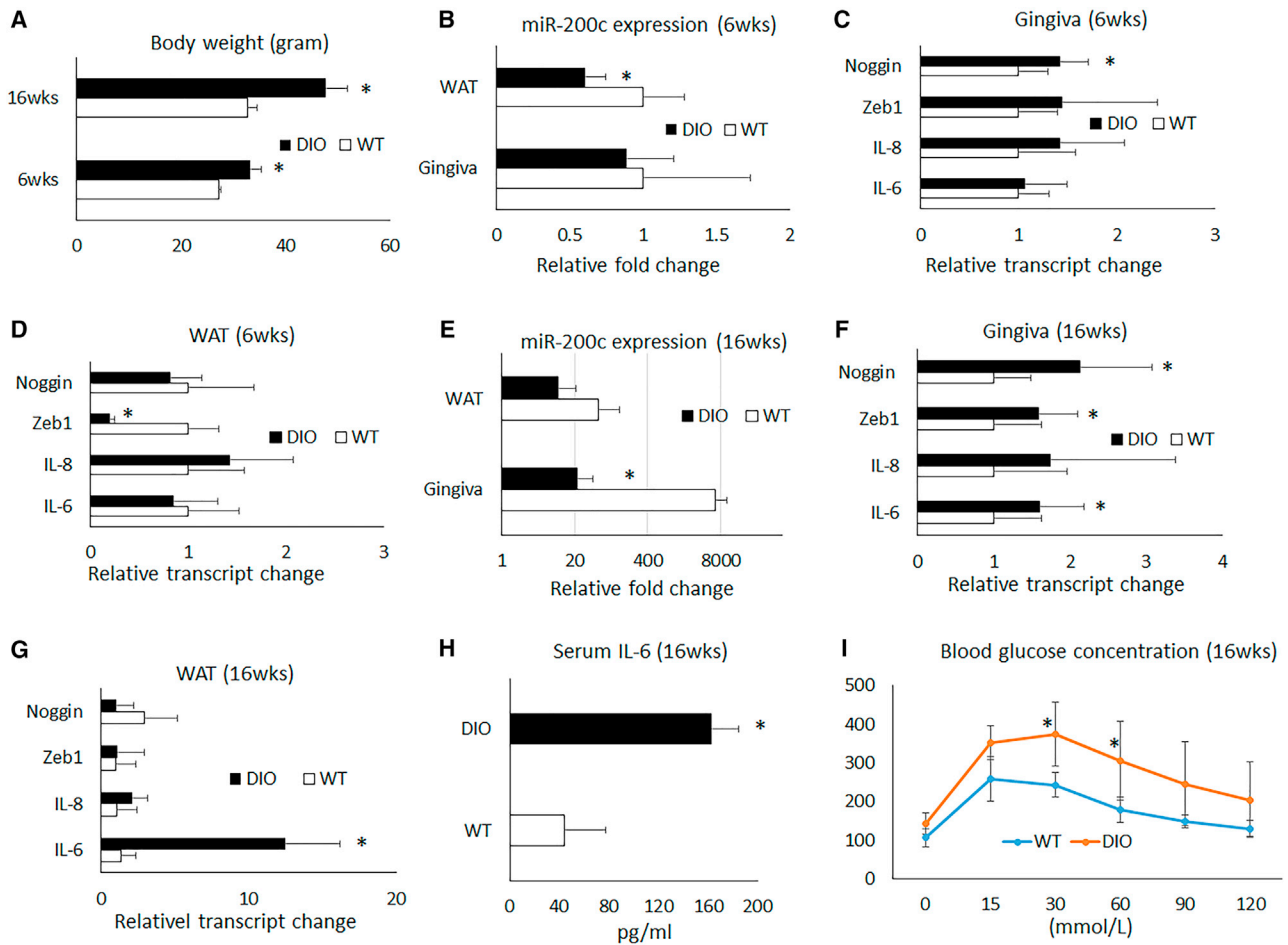 A
Body weight (gram)
16wks
*
DIO WT
6wks
*
0 20 40 60
B
miR-200c expression (6wks)
WAT
*
DIO WT
Gingiva
0 0.5 1 1.5 2
Relative fold change
C
Gingiva (6wks)
Noggin
*
Zeb1
DIO WT
IL-8
IL-6
0 1 2 3
Relative transcript change
D
WAT (6wks)
Noggin
Zeb1
*
DIO WT
IL-8
IL-6
0 1 2 3
Relative transcript change
E
miR-200c expression (16wks)
WAT
DIO WT
Gingiva
*
1 20 400 8000
Relative fold change
F
Gingiva (16wks)
Noggin
*
Zeb1
*
DIO WT
IL-8
IL-6
*
0 1 2 3 4
Relative transcript change
G
WAT (16wks)
Noggin
Zeb1
DIO WT
IL-8
IL-6
*
0 10 20
Relativel transcript change
H
Serum IL-6 (16wks)
DIO
*
WT
0 40 80 120 160 200
pg/ml
I
Blood glucose concentration (16wks)
500
400
300
200
100
0
*
*
WT DIO
0 15 30 60 90 120
(mmol/L)